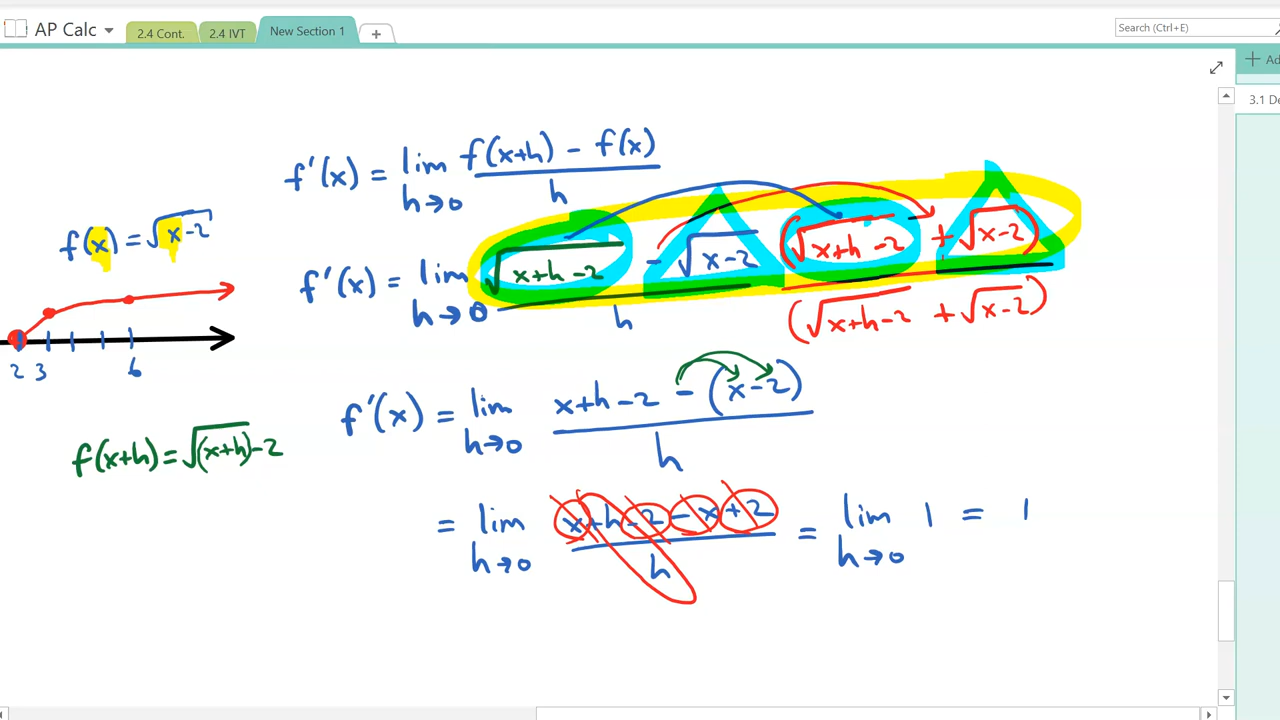 AP Calc
2.4 Cont. 2.4 IVT New Section 1 +
Search (Ctrl+E)
3.1 De
f'(x) = lim h→0 f(x+h) - f(x) / h
f(x) = √x-2
f'(x) = lim h→0 √x+h-2 - √x-2 / h (√x+h-2 + √x-2) / (√x+h-2 + √x-2)
2 3 6
f'(x) = lim h→0 x+h-2 - (x-2) / h
f(x+h) = √(x+h)-2
= lim h→0 x+h-2-x+2 / h = lim h→0 1 = 1